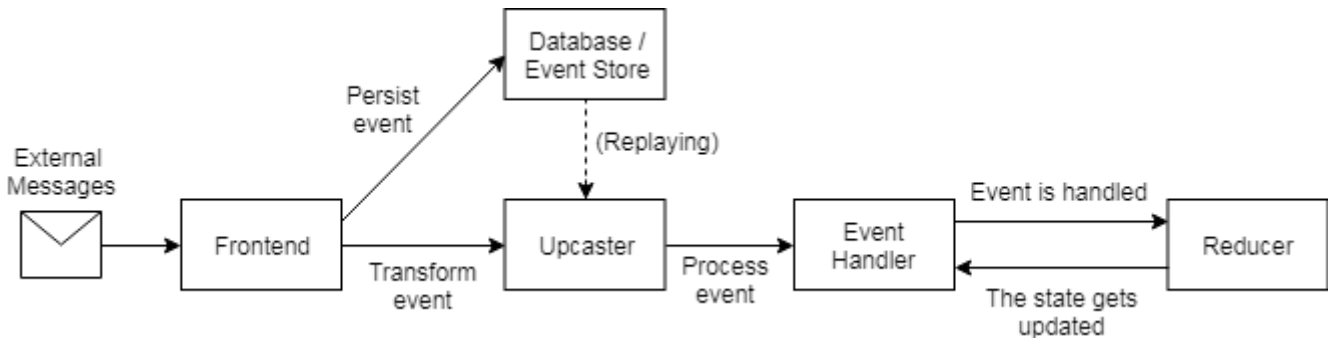 Database /
Event Store
Persist
event
(Replaying)
External
Messages
Frontend
Transform
event
Upcaster
Process
event
Event
Handler
Event is handled
Reducer
The state gets
updated